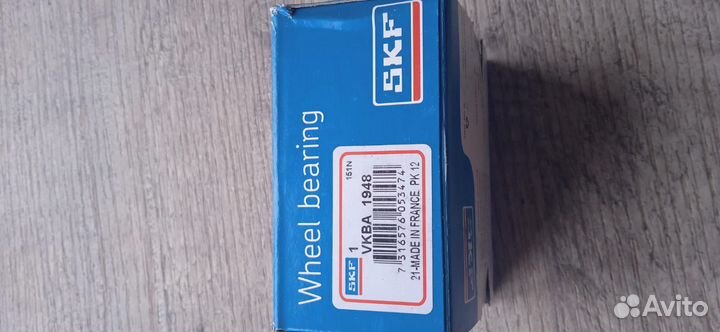 SKF
Wheel bearing
SKF 1 151N
VKBA 1948
7 316576 053474
21-MADE IN FRANCE PK 12
Avito